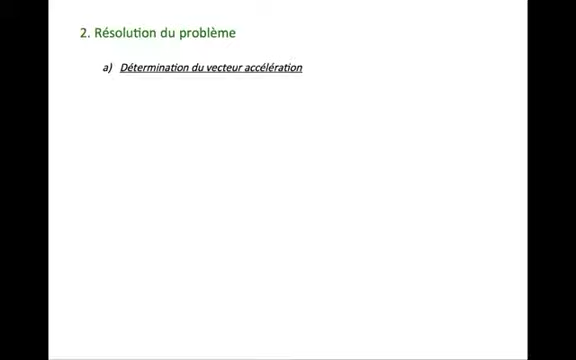 2. Résolution du problème
a) Détermination du vecteur accélération